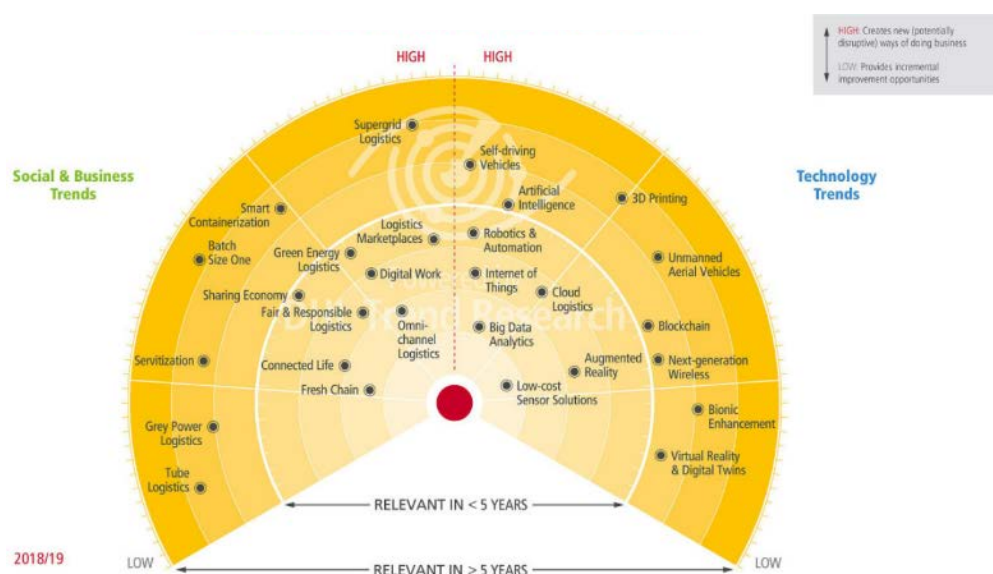 HIGH: Creates new (potentially
disruptive) ways of doing business
LOW: Provides incremental
improvement opportunities
HIGH
HIGH
Social & Business
Trends
Technology
Trends
Supergrid
Logistics
Self-driving
Vehicles
3D Printing
Artificial
Intelligence
Smart
Containerization
Logistics
Marketplaces
Robotics &
Automation
Batch
Size One
Green Energy
Logistics
Unmanned
Aerial Vehicles
Digital Work
Internet of
Things
Cloud
Logistics
Sharing Economy
Fair & Responsible
Logistics
Omni-
channel
Logistics
Big Data
Analytics
Blockchain
Servitization
Connected Life
Augmented
Reality
Next-generation
Wireless
Fresh Chain
Low-cost
Sensor Solutions
Bionic
Enhancement
Grey Power
Logistics
Virtual Reality
& Digital Twins
Tube
Logistics
RELEVANT IN < 5 YEARS
2018/19
LOW
LOW
RELEVANT IN > 5 YEARS
Trend Research